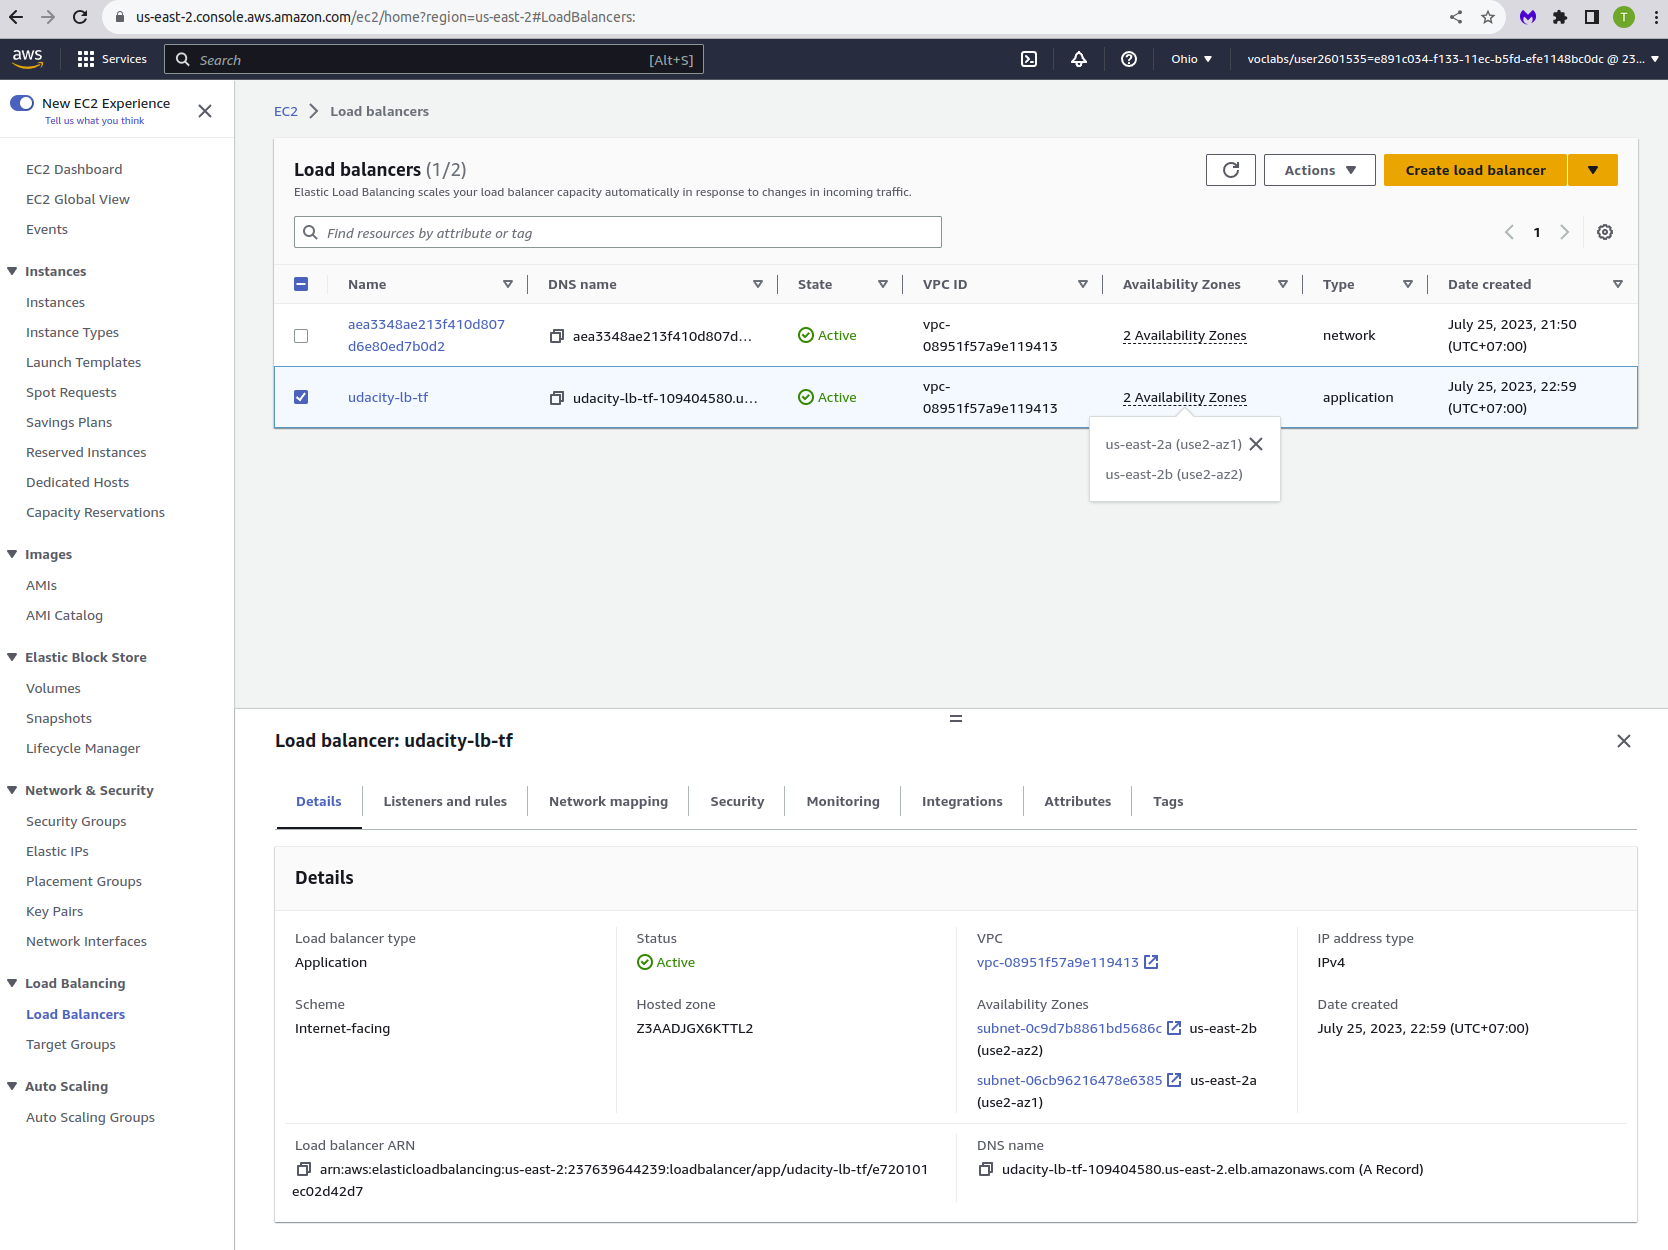 us-east-2.console.aws.amazon.com/ec2/home?region=us-east-2#LoadBalancers:
T
aws
Services
Search
[Alt+S]
Ohio
voclabs/user2601535=e891c034-f133-11ec-b5fd-efe1148bc0dc @ 23...
New EC2 Experience
Tell us what you think
EC2 Dashboard
EC2 Global View
Events
Instances
Instances
Instance Types
Launch Templates
Spot Requests
Savings Plans
Reserved Instances
Dedicated Hosts
Capacity Reservations
Images
AMIs
AMI Catalog
Elastic Block Store
Volumes
Snapshots
Lifecycle Manager
Network & Security
Security Groups
Elastic IPs
Placement Groups
Key Pairs
Network Interfaces
Load Balancing
Load Balancers
Target Groups
Auto Scaling
Auto Scaling Groups
EC2 > Load balancers
Load balancers (1/2)
Elastic Load Balancing scales your load balancer capacity automatically in response to changes in incoming traffic.
Actions
Create load balancer
Find resources by attribute or tag
1
Name
DNS name
State
VPC ID
Availability Zones
Type
Date created
aea3348ae213f410d807
d6e80ed7b0d2
aea3348ae213f410d807d...
Active
vpc-
08951f57a9e119413
2 Availability Zones
network
July 25, 2023, 21:50
(UTC+07:00)
udacity-lb-tf
udacity-lb-tf-109404580.u...
Active
vpc-
08951f57a9e119413
2 Availability Zones
application
July 25, 2023, 22:59
(UTC+07:00)
us-east-2a (use2-az1)
us-east-2b (use2-az2)
Load balancer: udacity-lb-tf
Details
Listeners and rules
Network mapping
Security
Monitoring
Integrations
Attributes
Tags
Details
Load balancer type
Application
Status
Active
VPC
vpc-08951f57a9e119413
IP address type
IPv4
Scheme
Internet-facing
Hosted zone
Z3AADJGX6KTTL2
Availability Zones
subnet-0c9d7b8861bd5686c us-east-2b
(use2-az2)
subnet-06cb96216478e6385 us-east-2a
(use2-az1)
Date created
July 25, 2023, 22:59 (UTC+07:00)
Load balancer ARN
arn:aws:elasticloadbalancing:us-east-2:237639644239:loadbalancer/app/udacity-lb-tf/e720101
ec02d42d7
DNS name
udacity-lb-tf-109404580.us-east-2.elb.amazonaws.com (A Record)